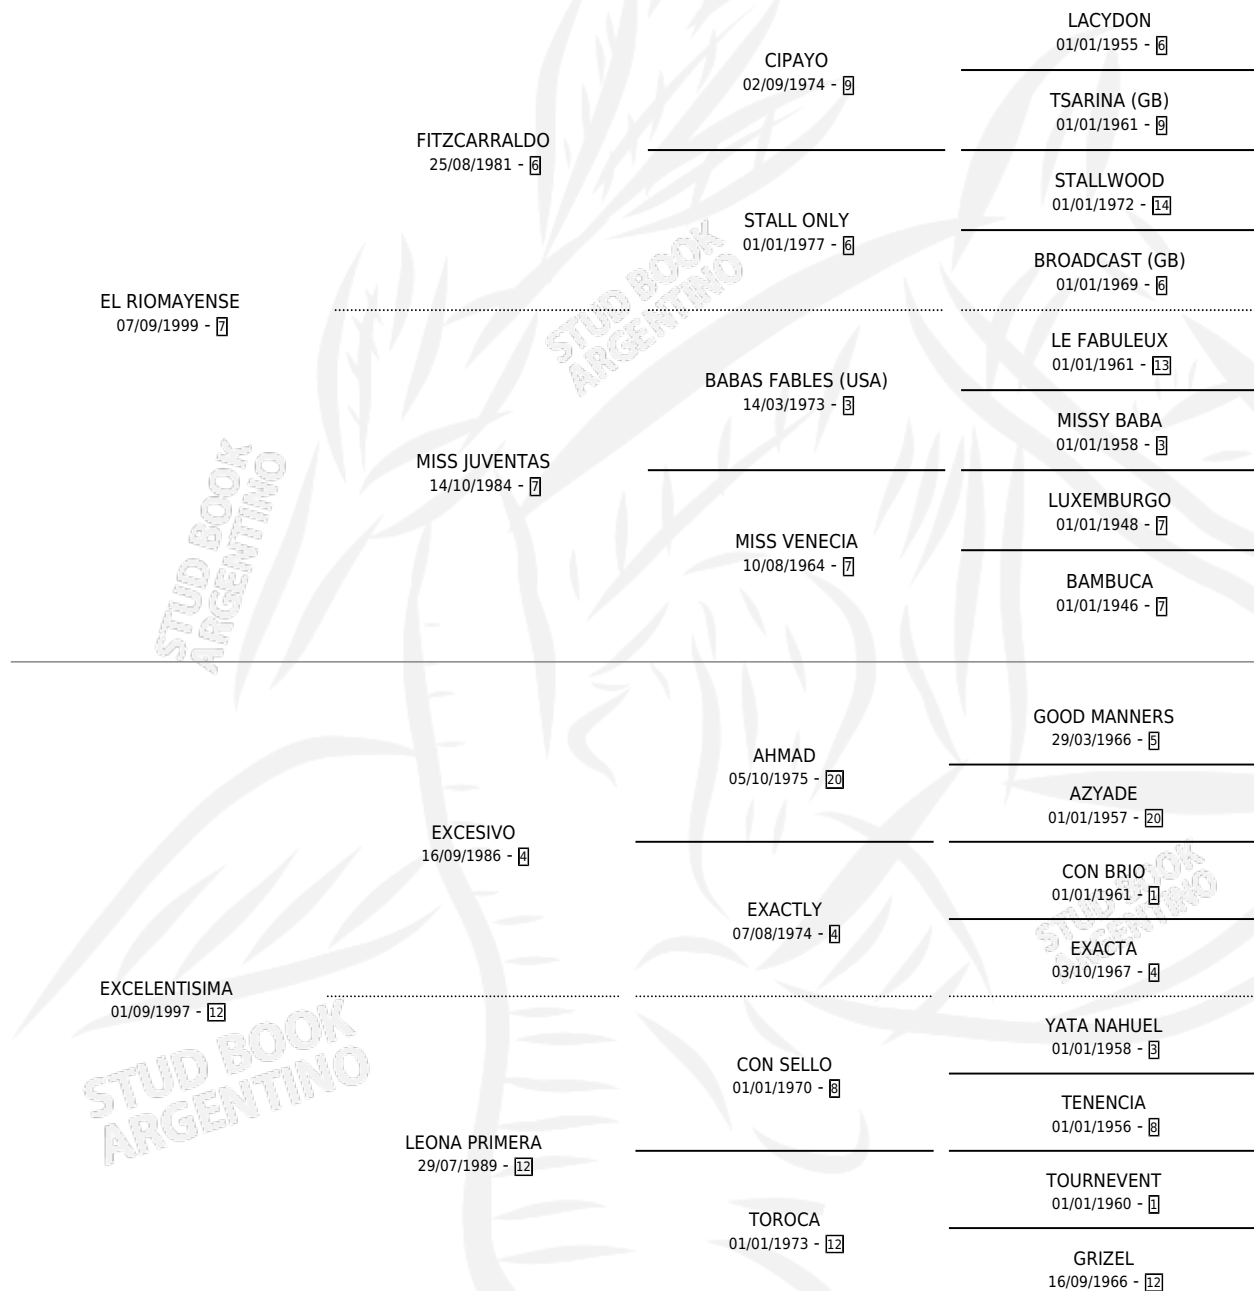 LACYDON
01/01/1955 - 6
CIPAYO
02/09/1974 - 9
TSARINA (GB)
01/01/1961 - 9
FITZCARRALDO
25/08/1981 - 6
STALLWOOD
01/01/1972 - 14
STALL ONLY
01/01/1977 - 6
BROADCAST (GB)
01/01/1969 - 6
EL RIOMAYENSE
07/09/1999 - 7
LE FABULEUX
01/01/1961 - 13
BABAS FABLES (USA)
14/03/1973 - 3
MISSY BABA
01/01/1958 - 3
MISS JUVENTAS
14/10/1984 - 7
LUXEMBURGO
01/01/1948 - 7
MISS VENECIA
10/08/1964 - 7
BAMBUCA
01/01/1946 - 7
GOOD MANNERS
29/03/1966 - 5
AHMAD
05/10/1975 - 20
AZYADE
01/01/1957 - 20
EXCESIVO
16/09/1986 - 4
CON BRIO
01/01/1961 - 1
EXACTLY
07/08/1974 - 4
EXACTA
03/10/1967 - 4
EXCELENTISIMA
01/09/1997 - 12
YATA NAHUEL
01/01/1958 - 3
CON SELLO
01/01/1970 - 8
TENENCIA
01/01/1956 - 8
LEONA PRIMERA
29/07/1989 - 12
TOURNEVENT
01/01/1960 - 1
TOROCA
01/01/1973 - 12
GRIZEL
16/09/1966 - 12
STUD BOOK
ARGENTINO
STUD BOOK
ARGENTINO
STUD BOOK
ARGENTINO
STUD BOOK
ARGENTINO